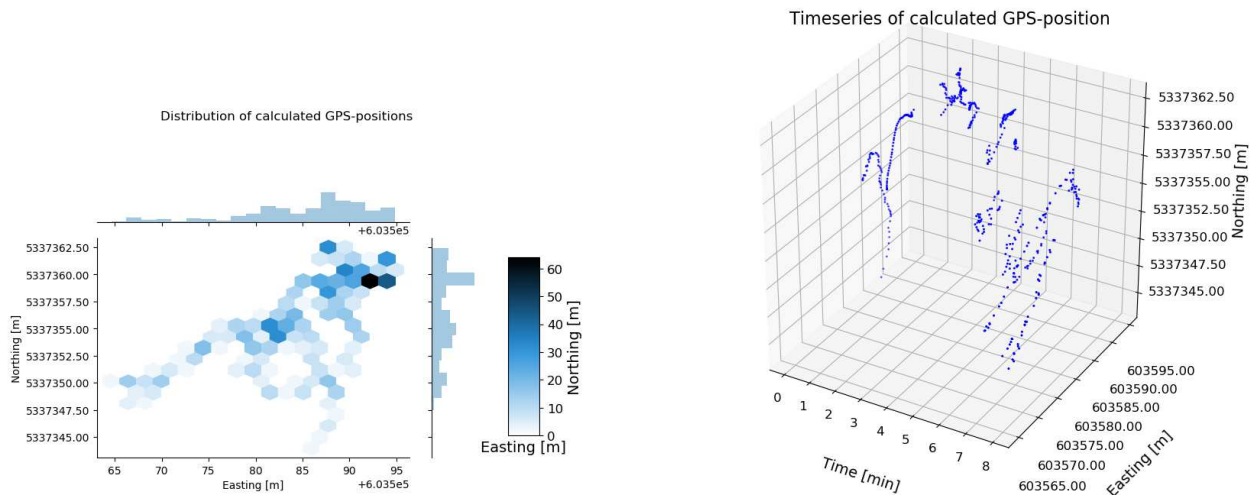 Distribution of calculated GPS-positions
+6.035e5
5337362.50
5337360.00
5337357.50
5337355.00
5337352.50
5337350.00
5337347.50
5337345.00
Northing [m]
65 70 75 80 85 90 95
Easting [m]
+6.035e5
60
50
40
30
20
10
0
Northing [m]
Easting [m]
Timeseries of calculated GPS-position
5337362.50
5337360.00
5337357.50
5337355.00
5337352.50
5337350.00
5337347.50
5337345.00
Northing [m]
0 1 2 3 4 5 6 7 8
Time [min]
603595.00
603590.00
603585.00
603580.00
603575.00
603570.00
603565.00
Easting [m]